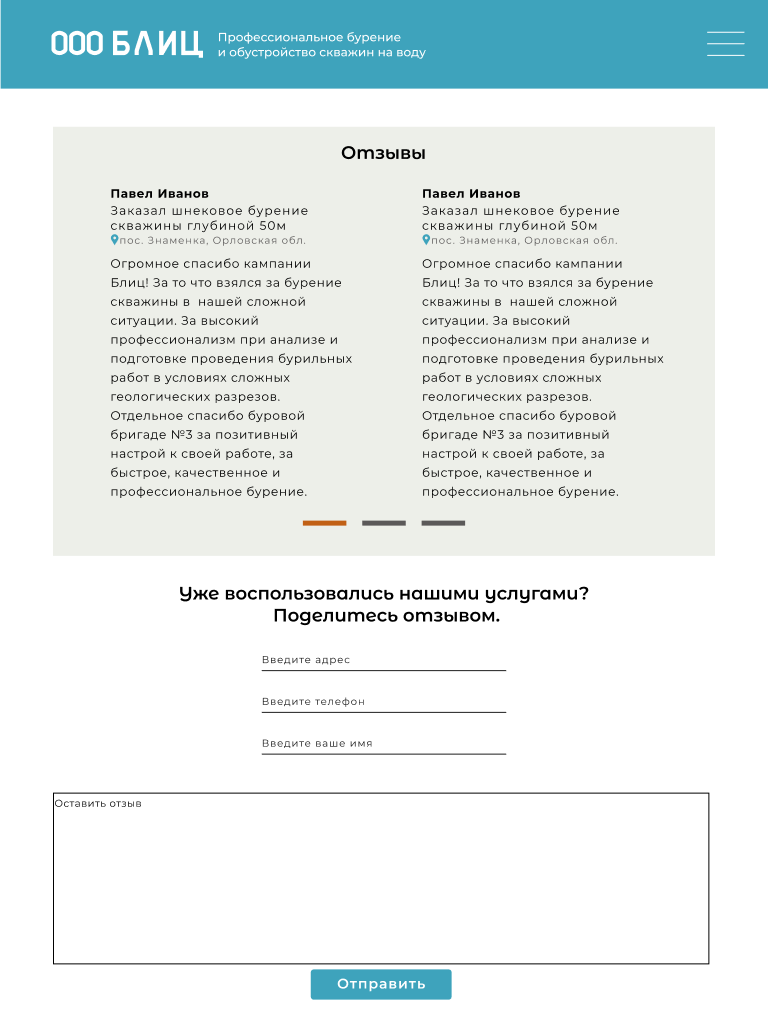 ООО БЛИЦ
Профессиональное бурение
и обустройство скважин на воду
Отзывы
Павел Иванов
Заказал шнековое бурение
скважины глубиной 50м
пос. Знаменка, Орловская обл.
Огромное спасибо кампании
Блиц! За то что взялся за бурение
скважины в  нашей сложной
ситуации. За высокий
профессионализм при анализе и
подготовке проведения бурильных
работ в условиях сложных
геологических разрезов.
Отдельное спасибо буровой
бригаде №3 за позитивный
настрой к своей работе, за
быстрое, качественное и
профессиональное бурение.
Павел Иванов
Заказал шнековое бурение
скважины глубиной 50м
пос. Знаменка, Орловская обл.
Огромное спасибо кампании
Блиц! За то что взялся за бурение
скважины в  нашей сложной
ситуации. За высокий
профессионализм при анализе и
подготовке проведения бурильных
работ в условиях сложных
геологических разрезов.
Отдельное спасибо буровой
бригаде №3 за позитивный
настрой к своей работе, за
быстрое, качественное и
профессиональное бурение.
Уже воспользовались нашими услугами?
Поделитесь отзывом.
Введите адрес
Введите телефон
Введите ваше имя
Оставить отзыв
Отправить